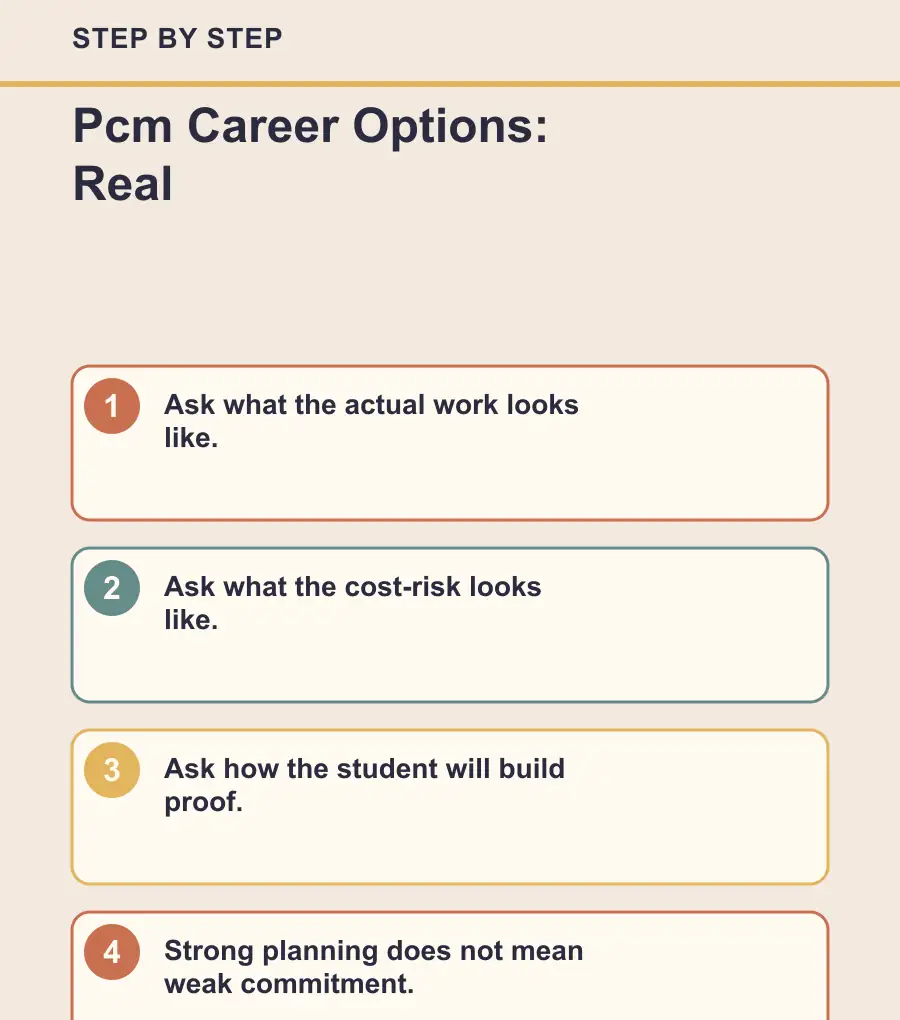 STEP BY STEP
Pcm Career Options:
Real
1
Ask what the actual work looks
like.
2
Ask what the cost-risk looks
like.
3
Ask how the student will build
proof.
4
Strong planning does not mean
weak commitment.